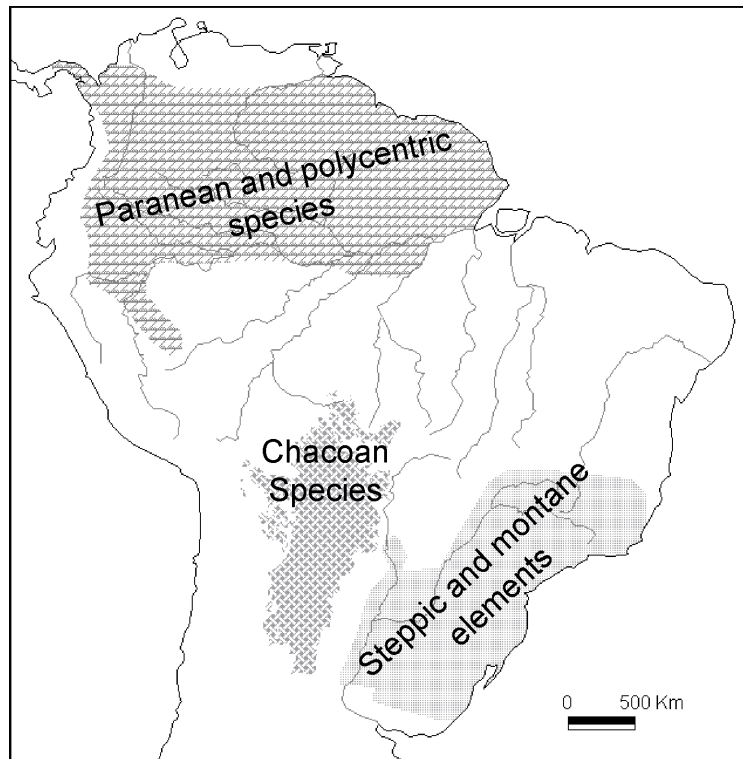 Paranean and polycentric
species
Chacoan
Species
Steppic and montane
elements
0 500 Km